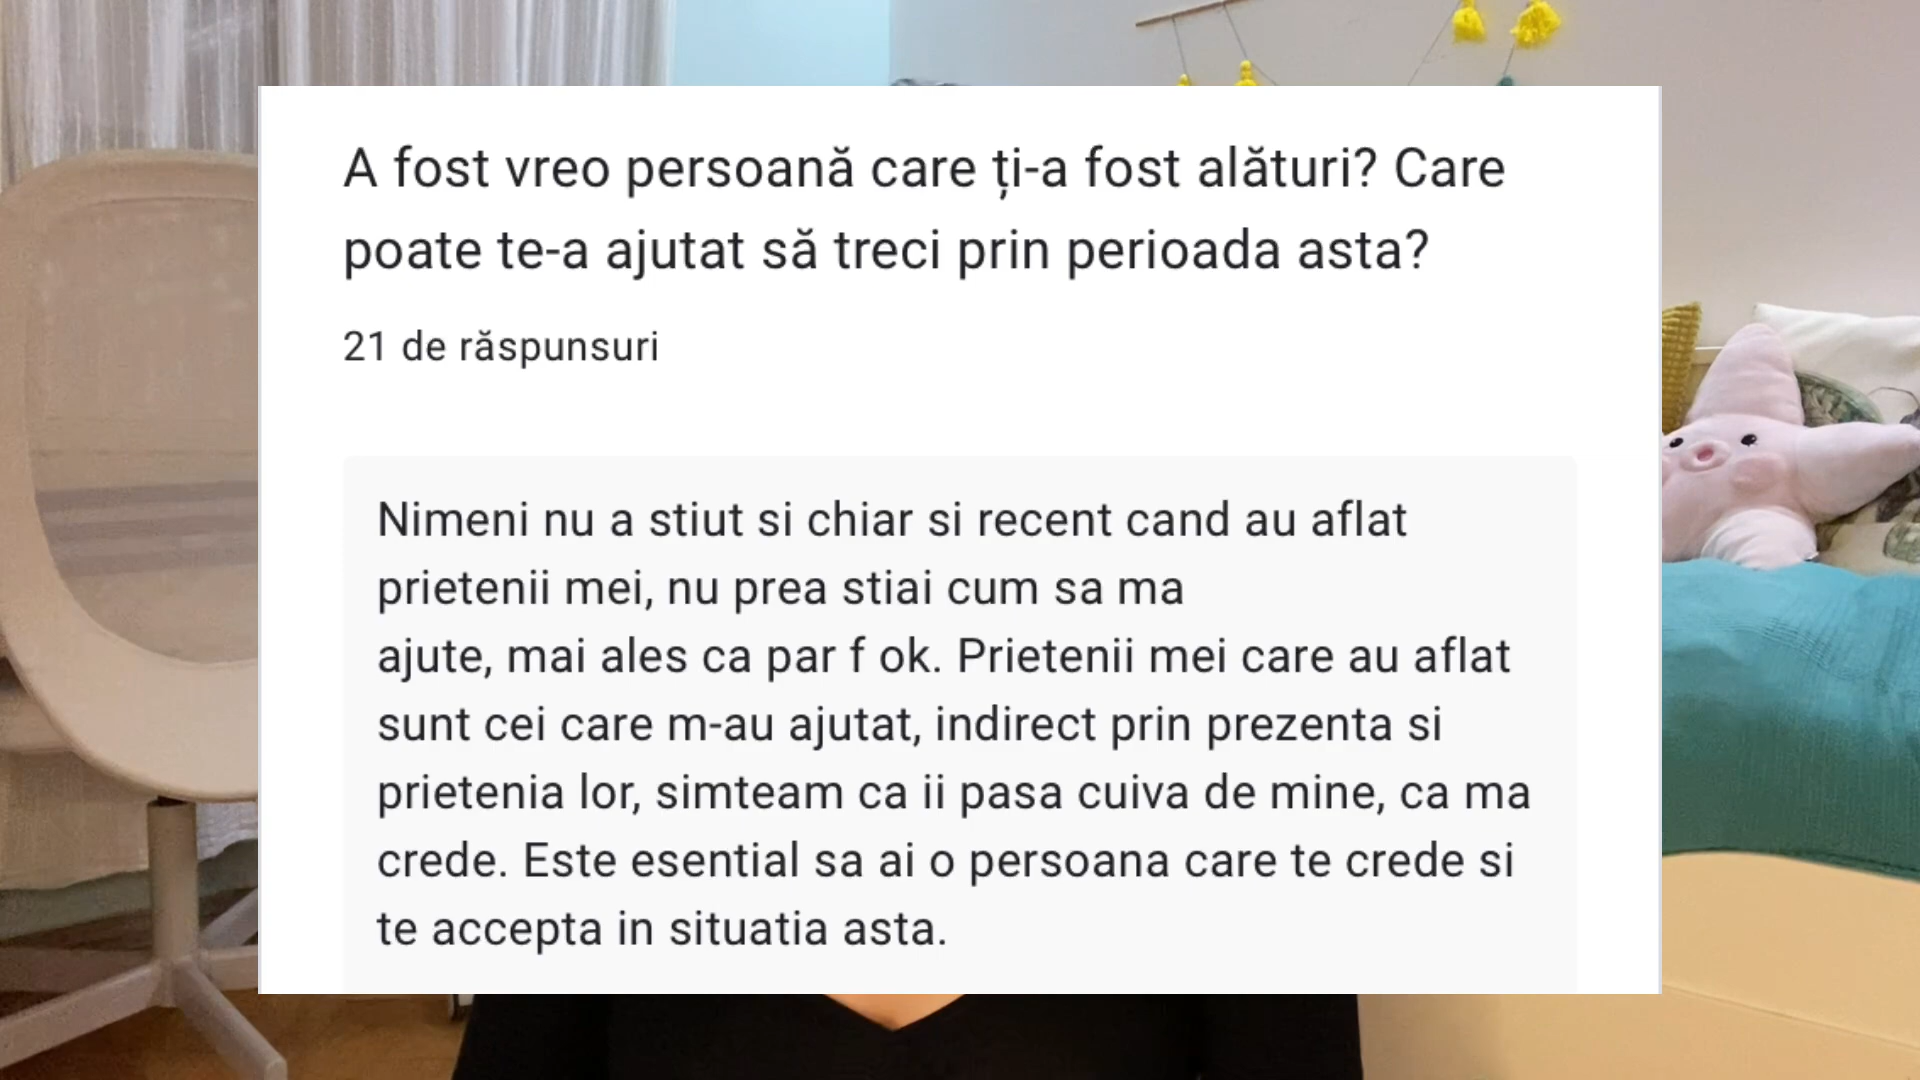 A fost vreo persoană care ți-a fost alături? Care
poate te-a ajutat să treci prin perioada asta?
21 de răspunsuri
Nimeni nu a stiut si chiar si recent cand au aflat
prietenii mei, nu prea stiai cum sa ma
ajute, mai ales ca par f ok. Prietenii mei care au aflat
sunt cei care m-au ajutat, indirect prin prezenta si
prietenia lor, simteam ca ii pasa cuiva de mine, ca ma
crede. Este esential sa ai o persoana care te crede si
te accepta in situatia asta.